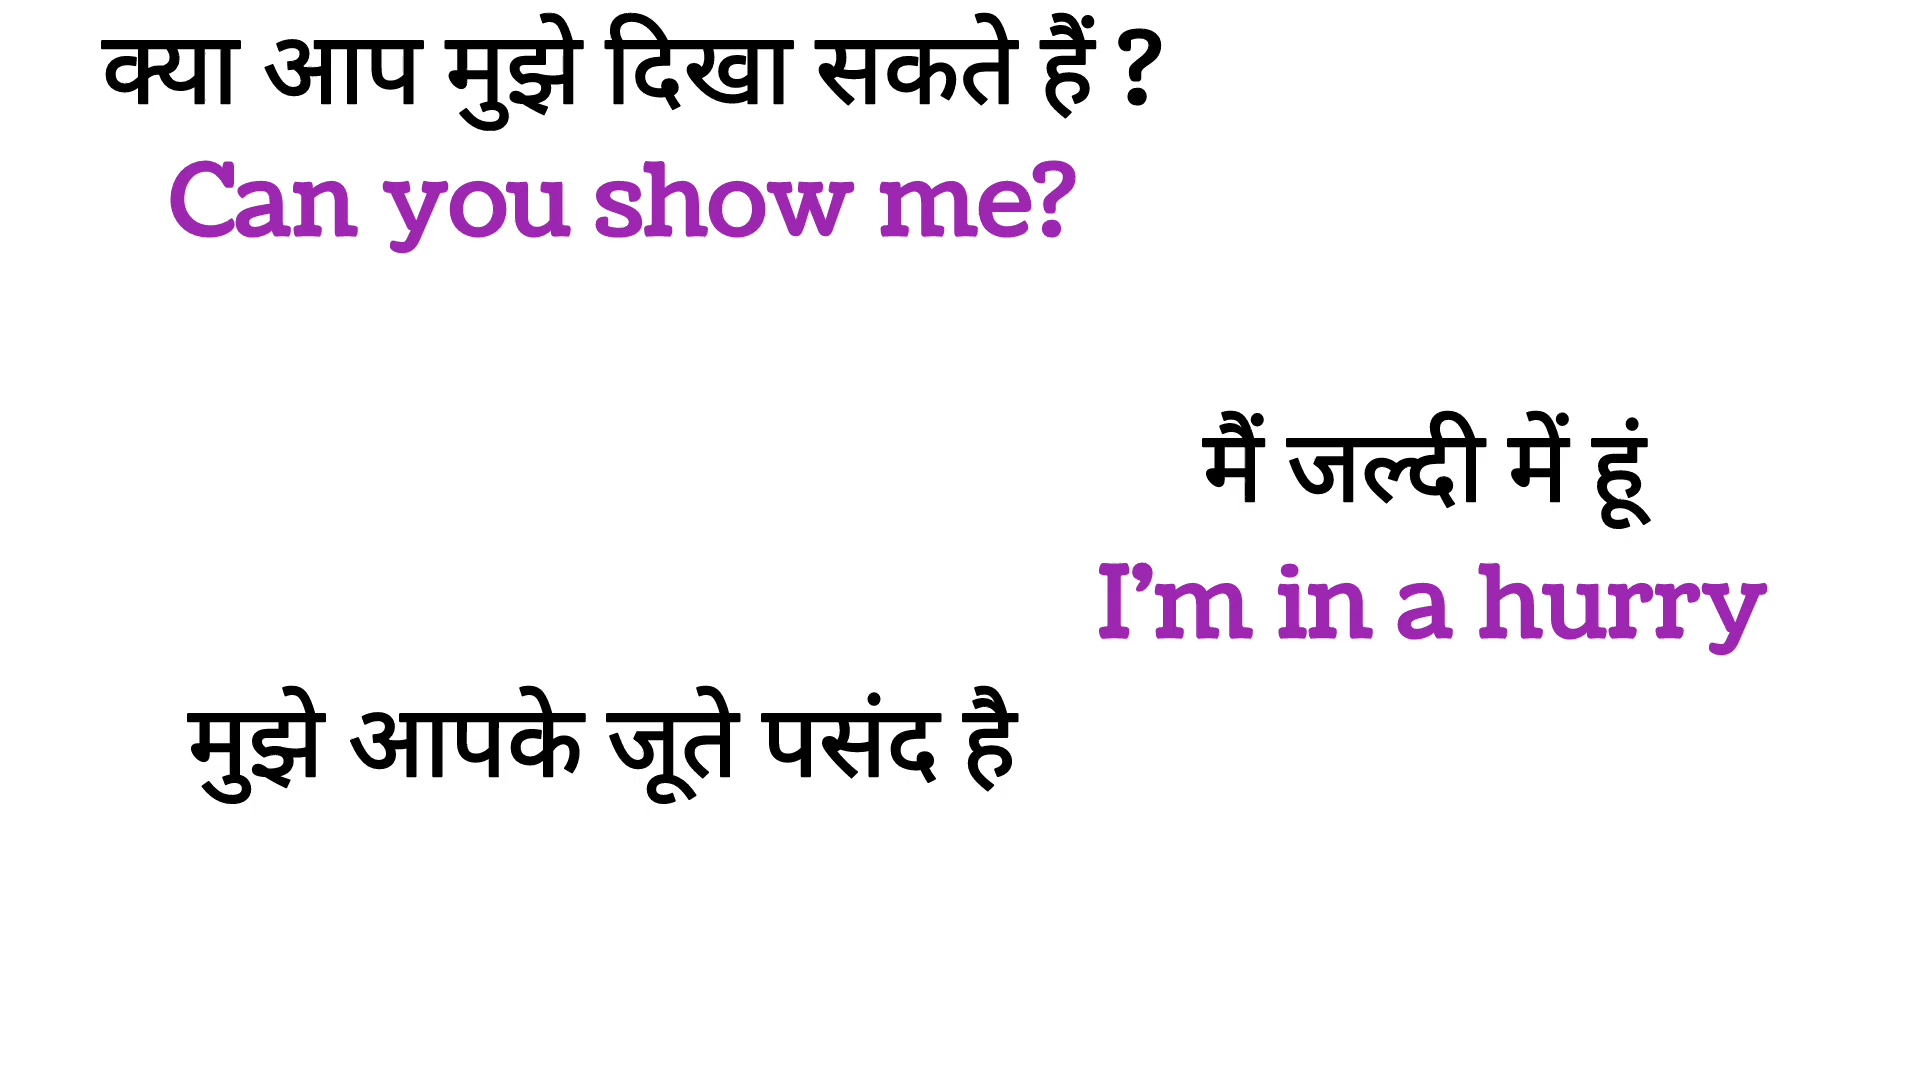 क्या आप मुझे दिखा सकते हैं ?
Can you show me?
मैं जल्दी में हूं
I’m in a hurry
मुझे आपके जूते पसंद है